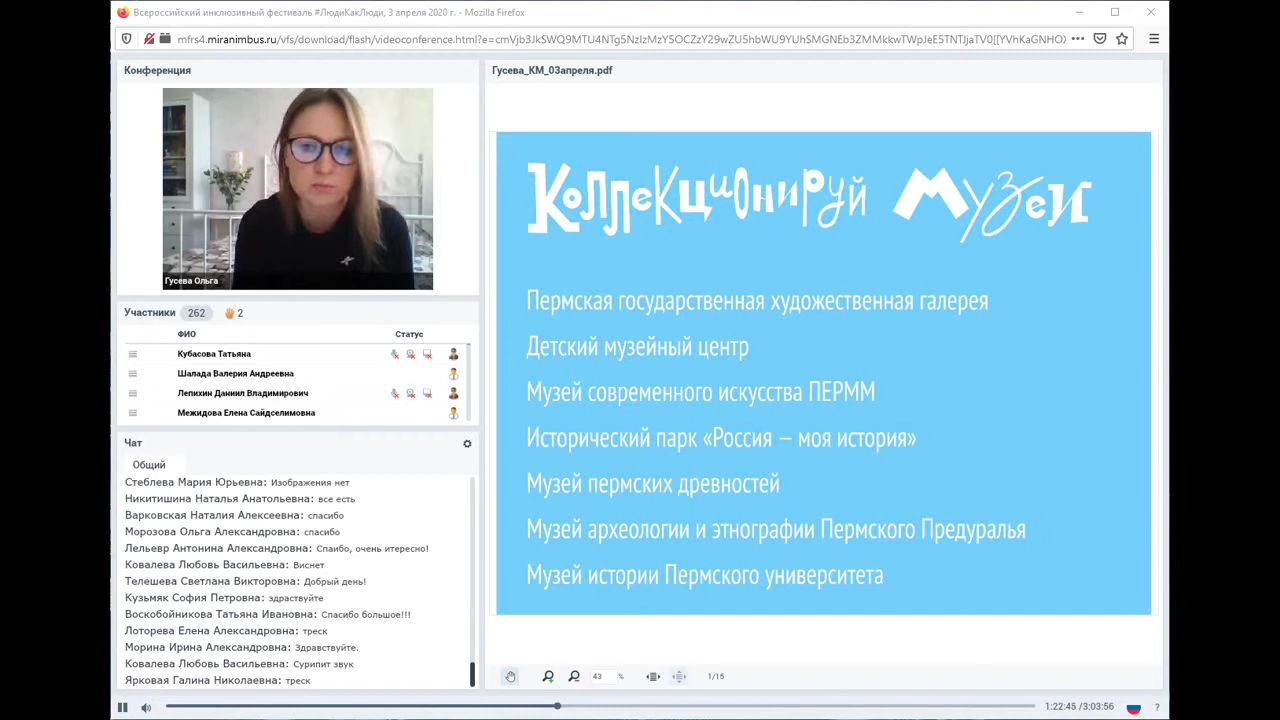 Всероссийский инклюзивный фестиваль #ЛюдиКакЛюди, 3 апреля 2020 г. - Mozilla Firefox
Конференция
Гусева Ольга
Участники 262 2
ФИО Статус
Кубасова Татьяна
Шалада Валерия Андреевна
Лепихин Даниил Владимирович
Межидова Елена Сайдселимовна
Чат
Общий
Стеблева Мария Юрьевна: Изображения нет
Никитишина Наталья Анатольевна: все есть
Варковская Наталия Алексеевна: спасибо
Морозова Ольга Александровна: спасибо
Лельевр Антонина Александровна: Спаибо, очень итересно!
Ковалева Любовь Васильевна: Виснет
Телешева Светлана Викторовна: Добрый день!
Кузьмяк София Петровна: здраствуйте
Воскобойникова Татьяна Ивановна: Спасибо большое!!!
Лоторева Елена Александровна: треск
Морина Ирина Александровна: Здравствуйте.
Ковалева Любовь Васильевна: Сурипит звук
Ярковая Галина Николаевна: треск
Гусева_КМ_03апреля.pdf
Коллекционируй Музеи
Пермская государственная художественная галерея
Детский музейный центр
Музей современного искусства ПЕРММ
Исторический парк «Россия – моя история»
Музей пермских древностей
Музей археологии и этнографии Пермского Предуралья
Музей истории Пермского университета
43 % 1/15
1:22:45 /3:03:56 ?